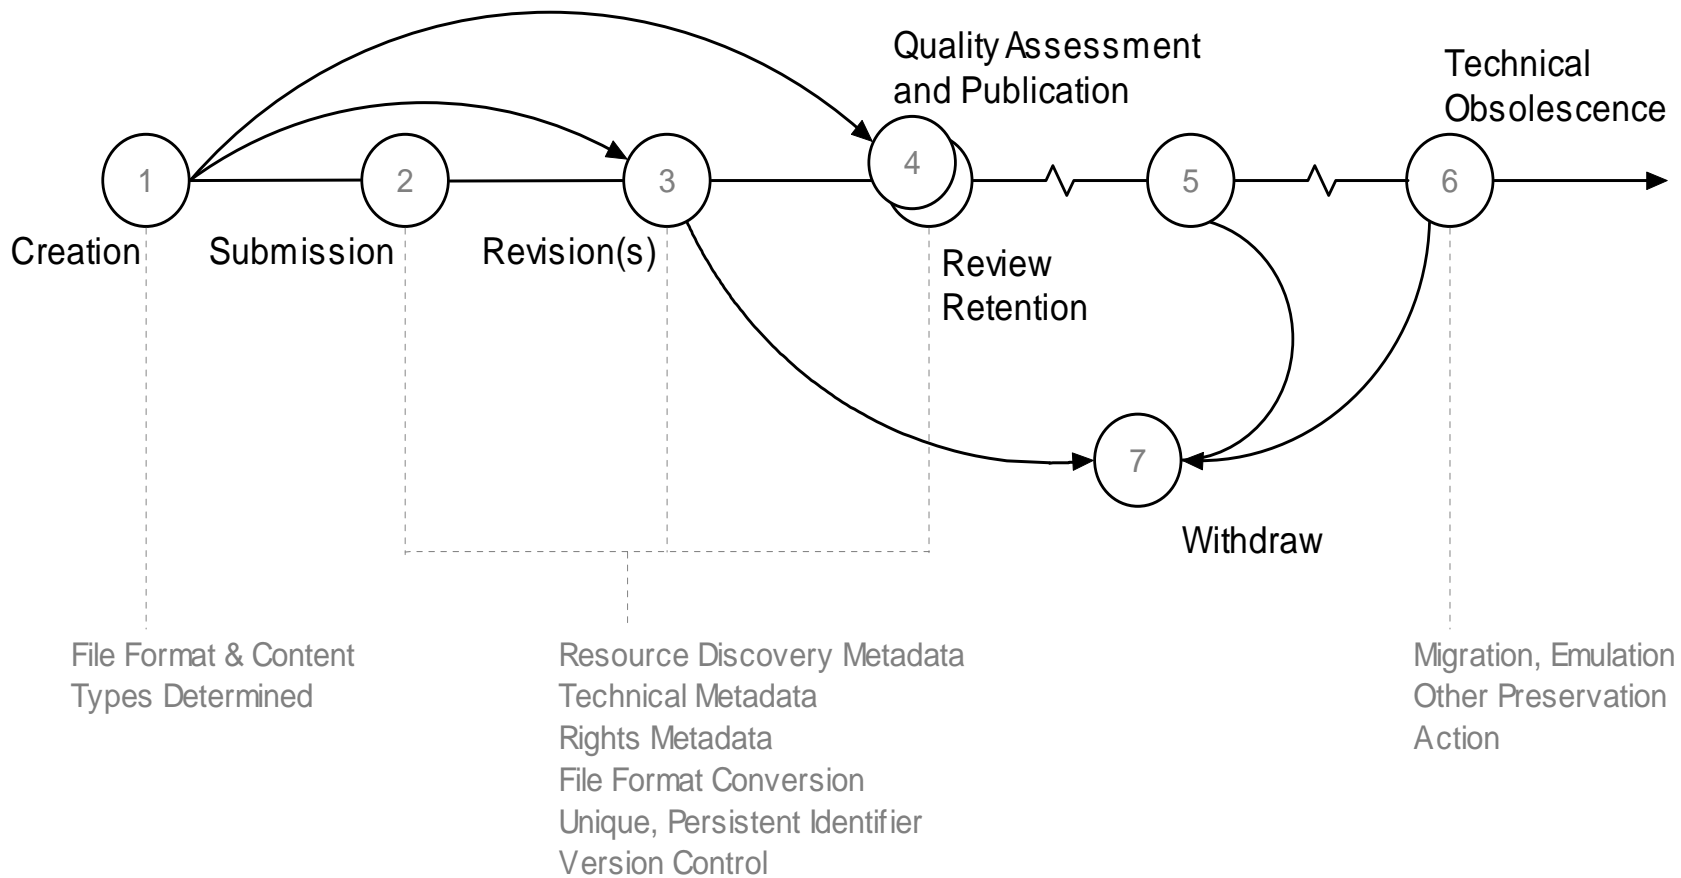 Quality Assessment
and Publication
Technical
Obsolescence
1
2
3
4
5
6
Creation
Submission
Revision(s)
Review
Retention
7
Withdraw
File Format & Content
Types Determined
Resource Discovery Metadata
Technical Metadata
Rights Metadata
File Format Conversion
Unique, Persistent Identifier
Version Control
Migration, Emulation
Other Preservation
Action